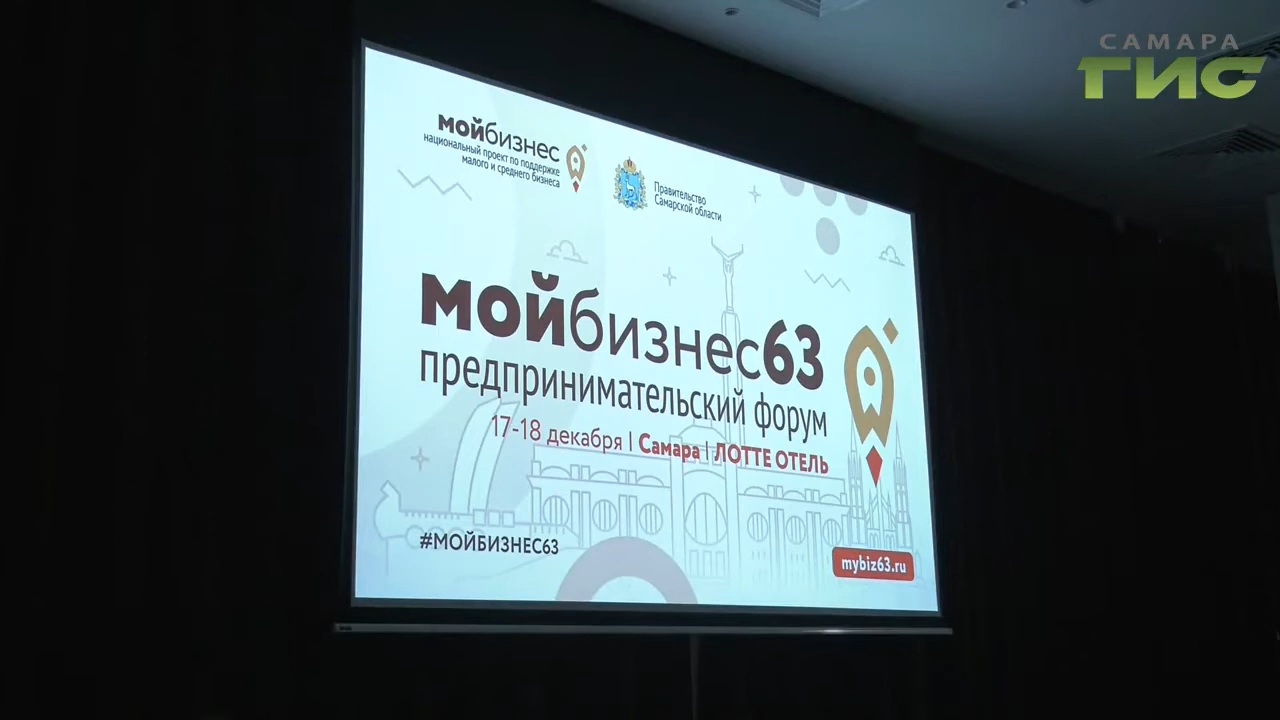 САМАРА
ГИС
мойбизнес
национальный проект по поддержке
малого и среднего бизнеса
Правительство
Самарской области
мойбизнес63
предпринимательский форум
17-18 декабря | Самара | ЛОТТЕ ОТЕЛЬ
#МОЙБИЗНЕС63
mybiz63.ru